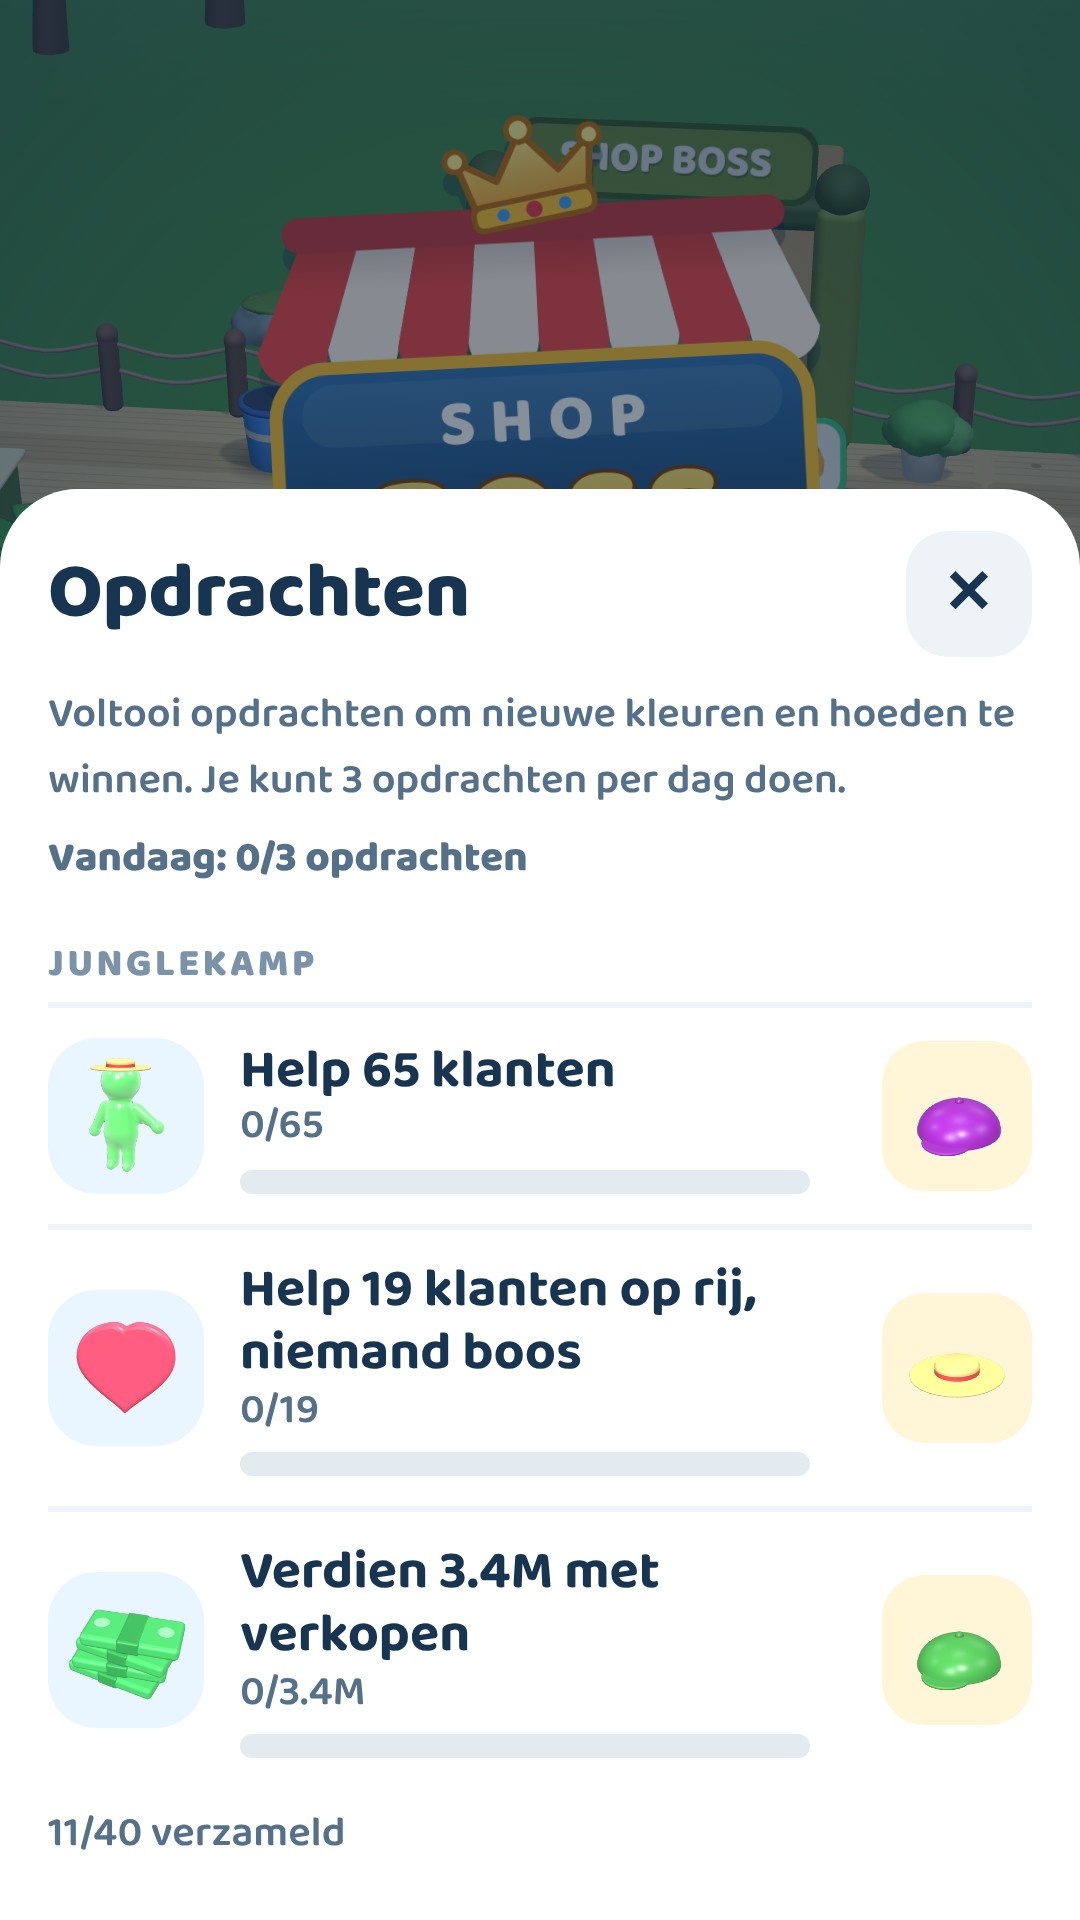 SHOP BOSS
SHOP
Opdrachten
Voltooi opdrachten om nieuwe kleuren en hoeden te
winnen. Je kunt 3 opdrachten per dag doen.
Vandaag: 0/3 opdrachten
JUNGLEKAMP
Help 65 klanten
0/65
Help 19 klanten op rij,
niemand boos
0/19
Verdien 3.4M met
verkopen
0/3.4M
11/40 verzameld